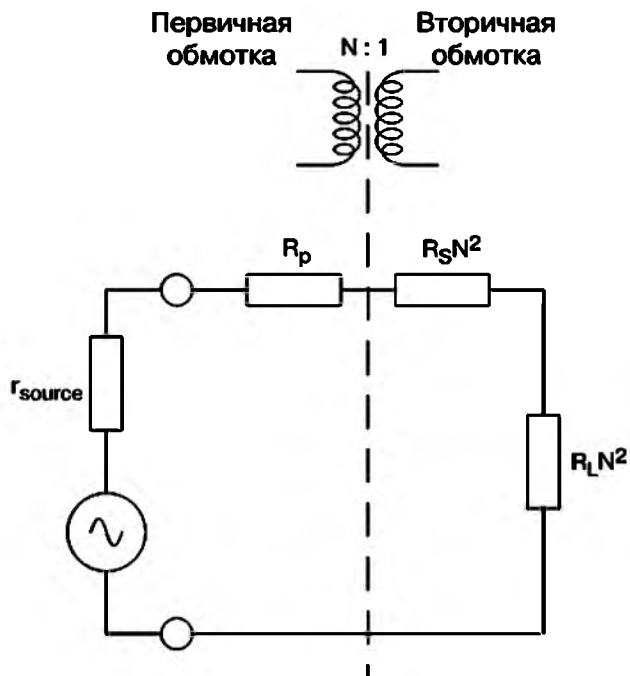 Первичная
обмотка
N : 1
Вторичная
обмотка
Rp
RSN²
rsource
RLN²